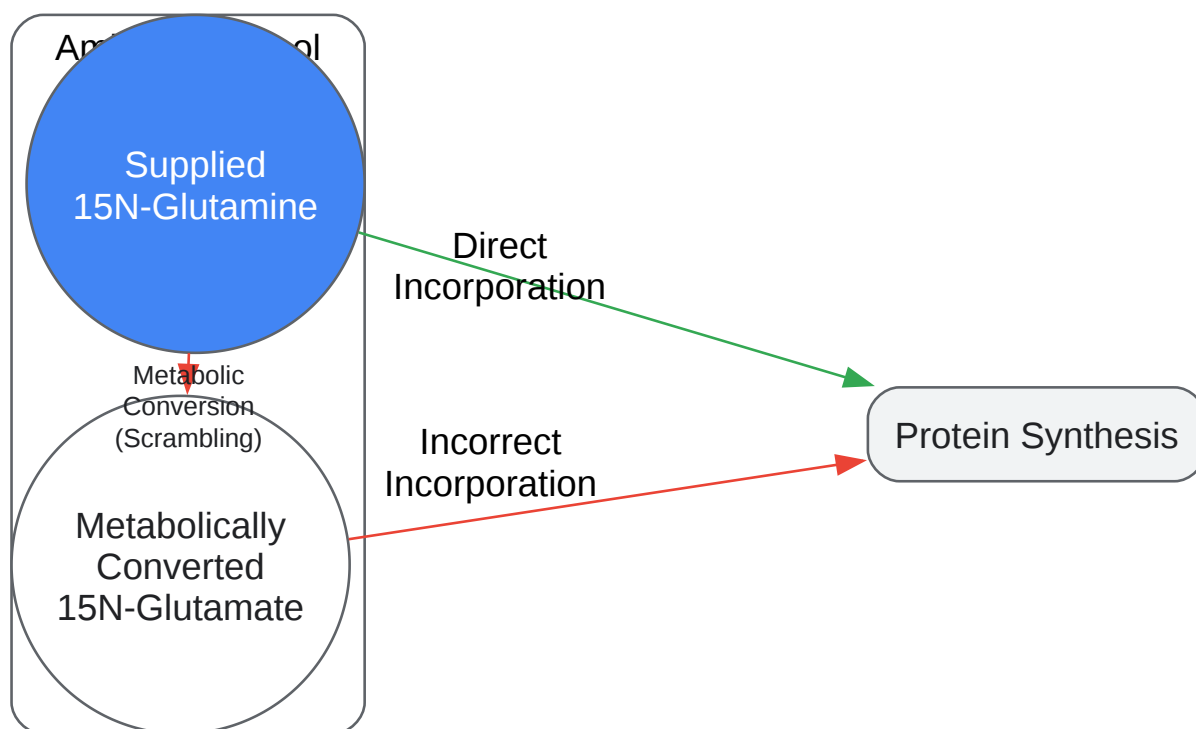 Supplied
15N-Glutamine
Direct
Incorporation
Metabolic
Conversion
(Scrambling)
Incorrect
Incorporation
Protein Synthesis
Metabolically
Converted
15N-Glutamate